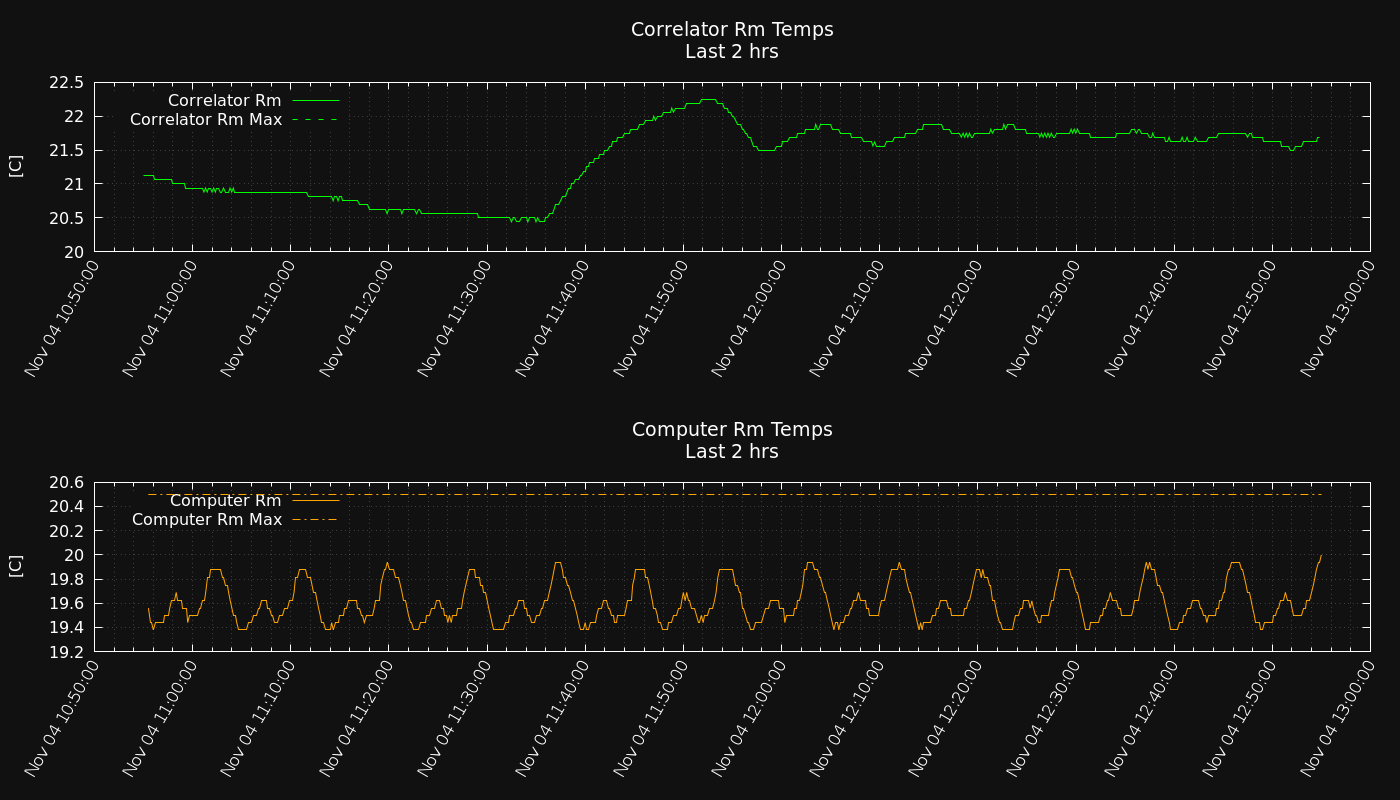 Correlator Rm Temps
Last 2 hrs
22.5
22
21.5
21
20.5
20
[C]
Correlator Rm
Correlator Rm Max
Nov 04 10:50:00
Nov 04 11:00:00
Nov 04 11:10:00
Nov 04 11:20:00
Nov 04 11:30:00
Nov 04 11:40:00
Nov 04 11:50:00
Nov 04 12:00:00
Nov 04 12:10:00
Nov 04 12:20:00
Nov 04 12:30:00
Nov 04 12:40:00
Nov 04 12:50:00
Nov 04 13:00:00
Computer Rm Temps
Last 2 hrs
20.6
20.4
20.2
20
19.8
19.6
19.4
19.2
[C]
Computer Rm
Computer Rm Max
Nov 04 10:50:00
Nov 04 11:00:00
Nov 04 11:10:00
Nov 04 11:20:00
Nov 04 11:30:00
Nov 04 11:40:00
Nov 04 11:50:00
Nov 04 12:00:00
Nov 04 12:10:00
Nov 04 12:20:00
Nov 04 12:30:00
Nov 04 12:40:00
Nov 04 12:50:00
Nov 04 13:00:00